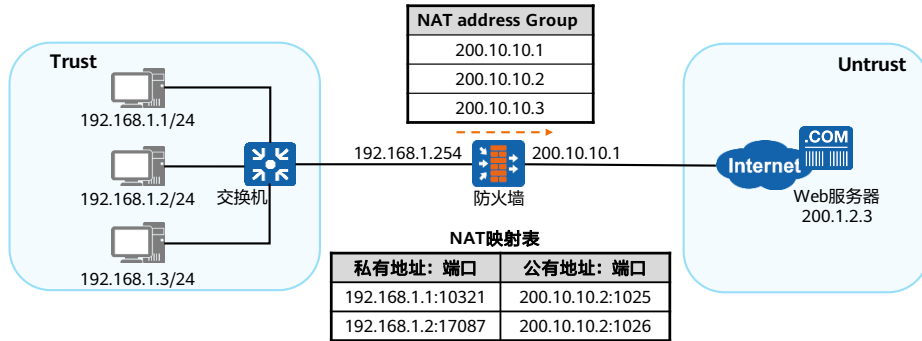 NAT address Group
200.10.10.1
200.10.10.2
200.10.10.3
Trust
192.168.1.1/24
192.168.1.2/24
192.168.1.3/24
交换机
192.168.1.254
200.10.10.1
防火墙
Untrust
Internet
.COM
Web服务器
200.1.2.3
NAT映射表
私有地址：端口 公有地址：端口
192.168.1.1:10321 200.10.10.2:1025
192.168.1.2:17087 200.10.10.2:1026